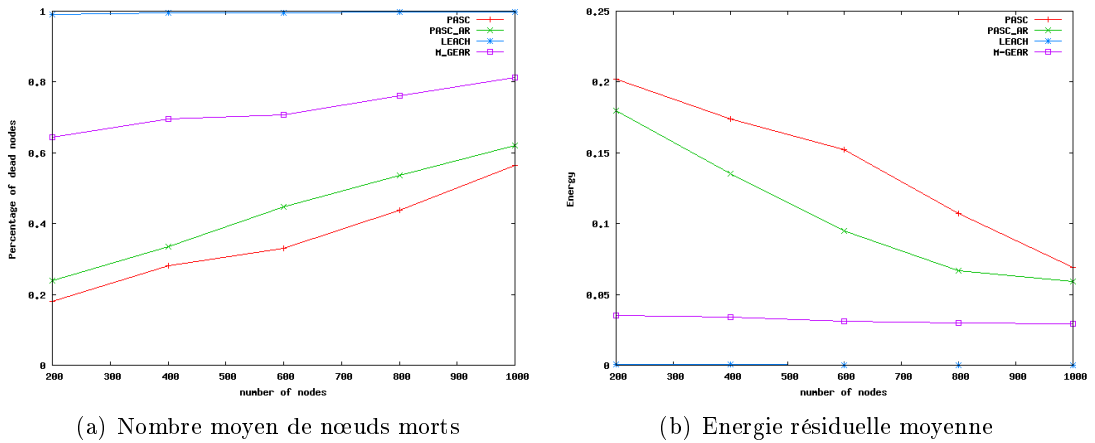 PASC
PASC_AR
LEACH
M_GEAR
Percentage of dead nodes
1
0.8
0.6
0.4
0.2
0
200 300 400 500 600 700 800 900 1000
number of nodes
(a) Nombre moyen de nœuds morts
PASC
PASC_AR
LEACH
M-GEAR
Energy
0.25
0.2
0.15
0.1
0.05
0
200 300 400 500 600 700 800 900 1000
number of nodes
(b) Energie résiduelle moyenne